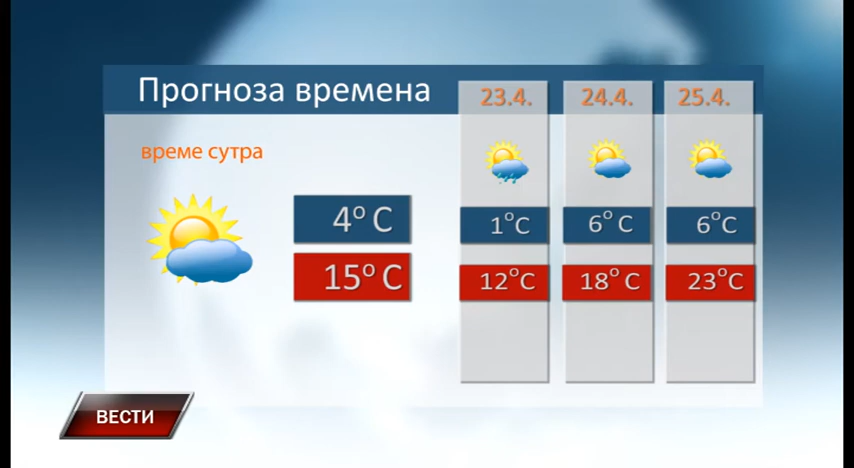 Прогноза времена
време сутра
4° C
15° C
23.4.
24.4.
25.4.
1°C
6°C
6°C
12°C
18°C
23°C
ВЕСТИ